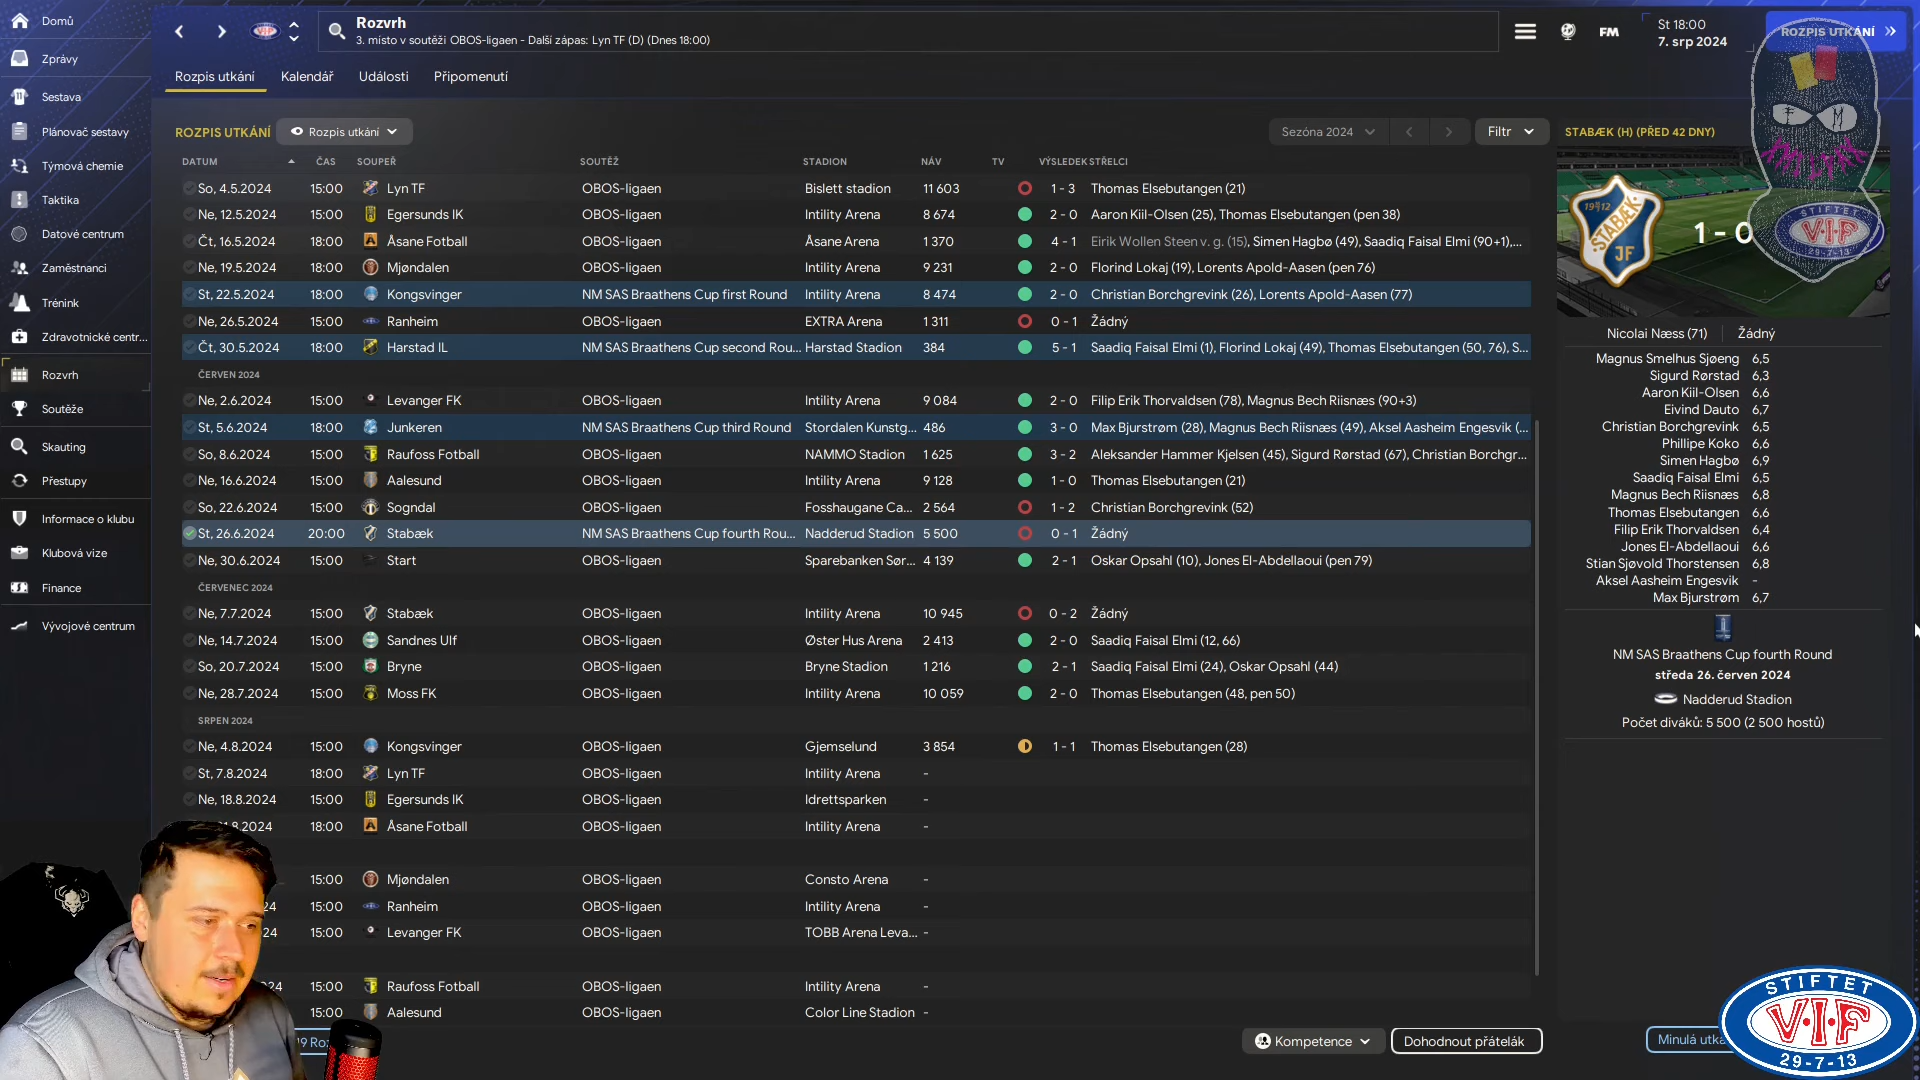 Domů
Zprávy
Sestava
Plánovač sestavy
Týmová chemie
Taktika
Datové centrum
Zaměstnanci
Trénink
Zdravotnické centr...
Rozvrh
Soutěže
Skauting
Přestupy
Informace o klubu
Klubová vize
Finance
Vývojové centrum
Rozvrh
3. místo v soutěži OBOS-ligaen - Další zápas: Lyn TF (D) (Dnes 18:00)
FM
St 18:00
7. srp 2024
ROZPIS UTKÁNÍ
Rozpis utkání Kalendář Události Připomenutí
ROZPIS UTKÁNÍ Rozpis utkání Sezóna 2024 Filtr
DATUM ČAS SOUPEŘ SOUTĚŽ STADION NÁV TV VÝSLEDEK STŘELCI
So, 4.5.2024 15:00 Lyn TF OBOS-ligaen Bislett stadion 11 603 1 - 3 Thomas Elsebutangen (21)
Ne, 12.5.2024 15:00 Egersunds IK OBOS-ligaen Intility Arena 8 674 2 - 0 Aaron Kiil-Olsen (25), Thomas Elsebutangen (pen 38)
Čt, 16.5.2024 18:00 Åsane Fotball OBOS-ligaen Åsane Arena 1 370 4 - 1 Eirik Wollen Steen v. g. (15), Simen Hagbø (49), Saadiq Faisal Elmi (90+1),...
Ne, 19.5.2024 18:00 Mjøndalen OBOS-ligaen Intility Arena 9 231 2 - 0 Florind Lokaj (19), Lorents Apold-Aasen (pen 76)
St, 22.5.2024 18:00 Kongsvinger NM SAS Braathens Cup first Round Intility Arena 8 474 2 - 0 Christian Borchgrevink (26), Lorents Apold-Aasen (77)
Ne, 26.5.2024 15:00 Ranheim OBOS-ligaen EXTRA Arena 1 311 0 - 1 Žádný
Čt, 30.5.2024 18:00 Harstad IL NM SAS Braathens Cup second Rou... Harstad Stadion 384 5 - 1 Saadiq Faisal Elmi (1), Florind Lokaj (49), Thomas Elsebutangen (50, 76), S...
ČERVEN 2024
Ne, 2.6.2024 15:00 Levanger FK OBOS-ligaen Intility Arena 9 084 2 - 0 Filip Erik Thorvaldsen (78), Magnus Bech Riisnæs (90+3)
St, 5.6.2024 18:00 Junkeren NM SAS Braathens Cup third Round Stordalen Kunstg... 486 3 - 0 Max Bjurstrøm (28), Magnus Bech Riisnæs (49), Aksel Aasheim Engesvik (...
So, 8.6.2024 15:00 Raufoss Fotball OBOS-ligaen NAMMO Stadion 1 625 3 - 2 Aleksander Hammer Kjelsen (45), Sigurd Rørstad (67), Christian Borchgr...
Ne, 16.6.2024 15:00 Aalesund OBOS-ligaen Intility Arena 9 128 1 - 0 Thomas Elsebutangen (21)
So, 22.6.2024 15:00 Sogndal OBOS-ligaen Fosshaugane Ca... 2 564 1 - 2 Christian Borchgrevink (52)
St, 26.6.2024 20:00 Stabæk NM SAS Braathens Cup fourth Rou... Nadderud Stadion 5 500 0 - 1 Žádný
Ne, 30.6.2024 15:00 Start OBOS-ligaen Sparebanken Sør... 4 139 2 - 1 Oskar Opsahl (10), Jones El-Abdellaoui (pen 79)
ČERVENEC 2024
Ne, 7.7.2024 15:00 Stabæk OBOS-ligaen Intility Arena 10 945 0 - 2 Žádný
Ne, 14.7.2024 15:00 Sandnes Ulf OBOS-ligaen Øster Hus Arena 2 413 2 - 0 Saadiq Faisal Elmi (12, 66)
So, 20.7.2024 15:00 Bryne OBOS-ligaen Bryne Stadion 1 216 2 - 1 Saadiq Faisal Elmi (24), Oskar Opsahl (44)
Ne, 28.7.2024 15:00 Moss FK OBOS-ligaen Intility Arena 10 059 2 - 0 Thomas Elsebutangen (48, pen 50)
SRPEN 2024
Ne, 4.8.2024 15:00 Kongsvinger OBOS-ligaen Gjemselund 3 854 1 - 1 Thomas Elsebutangen (28)
St, 7.8.2024 18:00 Lyn TF OBOS-ligaen Intility Arena -
Ne, 18.8.2024 15:00 Egersunds IK OBOS-ligaen Idrettsparken -
8.2024 18:00 Åsane Fotball OBOS-ligaen Intility Arena -
15:00 Mjøndalen OBOS-ligaen Consto Arena -
24 15:00 Ranheim OBOS-ligaen Intility Arena -
24 15:00 Levanger FK OBOS-ligaen TOBB Arena Leva... -
24 15:00 Raufoss Fotball OBOS-ligaen Intility Arena -
15:00 Aalesund OBOS-ligaen Color Line Stadion -
Kompetence
Dohodnout přátelák
STABÆK (H) (PŘED 42 DNY)
19 12
STABÆK
JF
1 - 0
STIFTET
VIF
29-7-13
FM
Nicolai Næss (71) Žádný
Magnus Smelhus Sjøeng 6,5
Sigurd Rørstad 6,3
Aaron Kiil-Olsen 6,6
Eivind Dauto 6,7
Christian Borchgrevink 6,5
Phillipe Koko 6,6
Simen Hagbø 6,9
Saadiq Faisal Elmi 6,5
Magnus Bech Riisnæs 6,8
Thomas Elsebutangen 6,6
Filip Erik Thorvaldsen 6,4
Jones El-Abdellaoui 6,6
Stian Sjøvold Thorstensen 6,8
Aksel Aasheim Engesvik -
Max Bjurstrøm 6,7
NM SAS Braathens Cup fourth Round
středa 26. červen 2024
Nadderud Stadion
Počet diváků: 5 500 (2 500 hostů)
Minulá utká
STIFTET
V.I.F
29-7-13